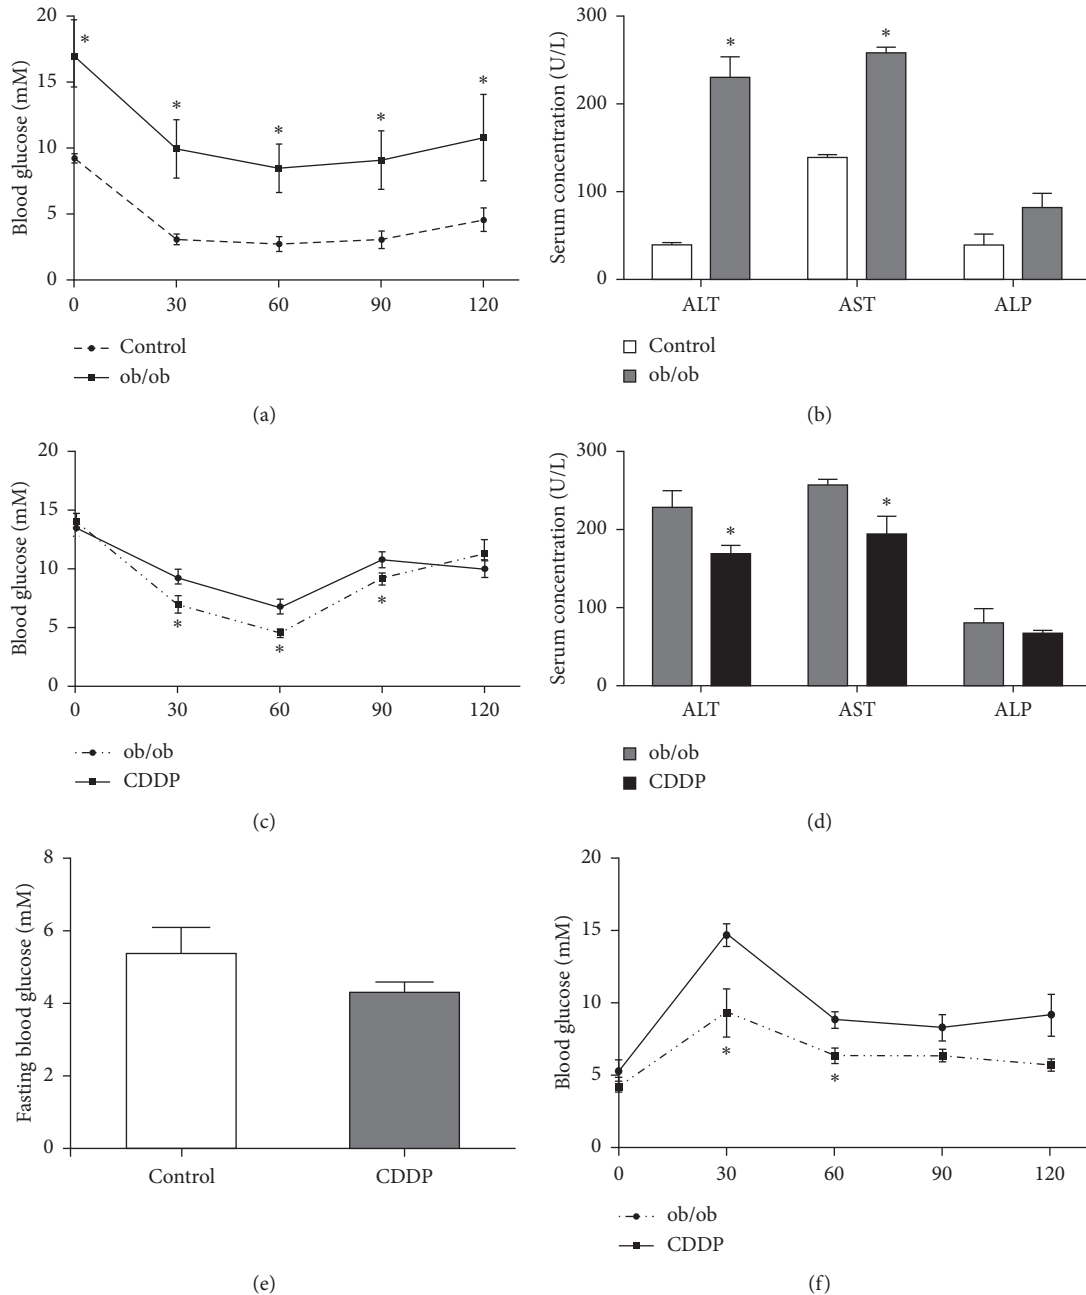 20
15
10
5
0
Blood glucose (mM)
*
*
*
*
*
0 30 60 90 120
Control
ob/ob
(a)
300
200
100
0
Serum concentration (U/L)
*
*
ALT AST ALP
Control
ob/ob
(b)
20
15
10
5
0
Blood glucose (mM)
*
*
*
0 30 60 90 120
ob/ob
CDDP
(c)
300
200
100
0
Serum concentration (U/L)
*
*
ALT AST ALP
ob/ob
CDDP
(d)
8
6
4
2
0
Fasting blood glucose (mM)
Control CDDP
(e)
20
15
10
5
0
Blood glucose (mM)
*
*
0 30 60 90 120
ob/ob
CDDP
(f)